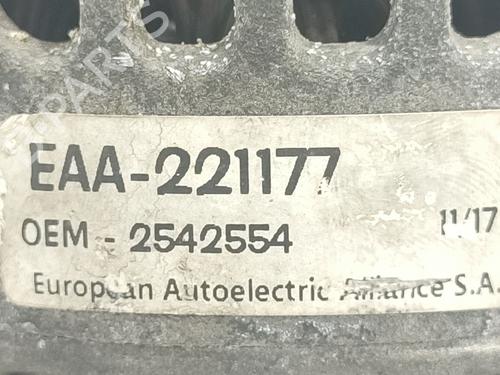 EAA-221177
OEM - 2542554 11/17
European Autoelectric Alliance S.A.